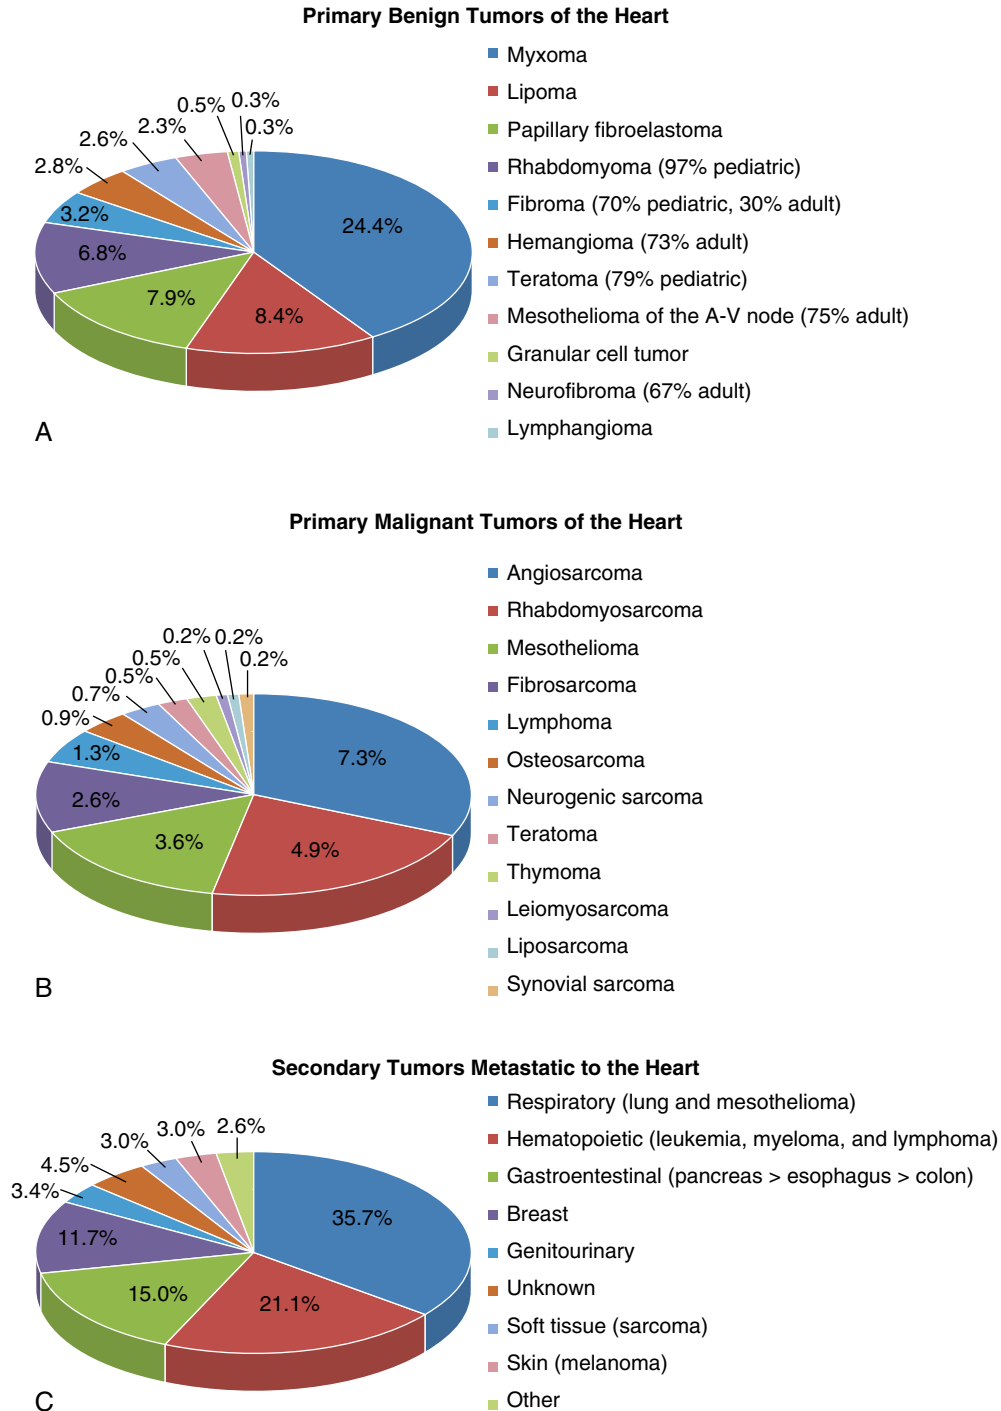 Primary Benign Tumors of the Heart
Myxoma
Lipoma
Papillary fibroelastoma
Rhabdomyoma (97% pediatric)
Fibroma (70% pediatric, 30% adult)
Hemangioma (73% adult)
Teratoma (79% pediatric)
Mesothelioma of the A-V node (75% adult)
Granular cell tumor
Neurofibroma (67% adult)
Lymphangioma
24.4%
8.4%
7.9%
6.8%
3.2%
2.8%
2.6%
2.3%
0.5%
0.3%
0.3%
A
Primary Malignant Tumors of the Heart
Angiosarcoma
Rhabdomyosarcoma
Mesothelioma
Fibrosarcoma
Lymphoma
Osteosarcoma
Neurogenic sarcoma
Teratoma
Thymoma
Leiomyosarcoma
Liposarcoma
Synovial sarcoma
7.3%
4.9%
3.6%
2.6%
1.3%
0.9%
0.7%
0.5%
0.5%
0.2%
0.2%
0.2%
B
Secondary Tumors Metastatic to the Heart
Respiratory (lung and mesothelioma)
Hematopoietic (leukemia, myeloma, and lymphoma)
Gastroentestinal (pancreas > esophagus > colon)
Breast
Genitourinary
Unknown
Soft tissue (sarcoma)
Skin (melanoma)
Other
35.7%
21.1%
15.0%
11.7%
3.4%
4.5%
3.0%
3.0%
2.6%
C